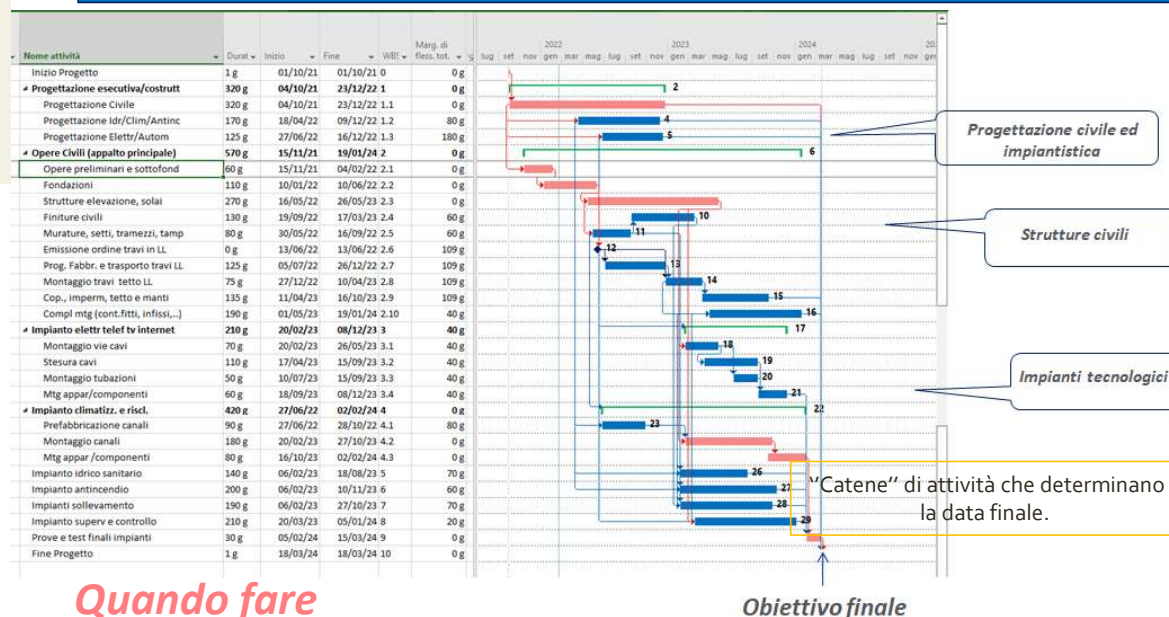 Nome attività Durat Inizio Fine WBS Marg. di fless. tot.
2022 2023 2024
lug set nov gen mar mag lug set nov gen mar mag lug set nov gen mar mag lug set nov gen
Inizio Progetto 1 g 01/10/21 01/10/21 0 0 g
Progettazione esecutiva/costrutt 320 g 04/10/21 23/12/22 1 0 g 2
Progettazione Civile 320 g 04/10/21 23/12/22 1.1 0 g
Progettazione Idr/Clim/Antinc 170 g 18/04/22 09/12/22 1.2 80 g 4
Progettazione Elettr/Autom 125 g 27/06/22 16/12/22 1.3 180 g 5
Opere Civili (appalto principale) 570 g 15/11/21 19/01/24 2 0 g 6
Opere preliminari e sottofond 60 g 15/11/21 04/02/22 2.1 0 g
Fondazioni 110 g 10/01/22 10/06/22 2.2 0 g
Strutture elevazione, solai 270 g 16/05/22 26/05/23 2.3 0 g
Finiture civili 130 g 19/09/22 17/03/23 2.4 60 g 10
Murature, setti, tramezzi, tamp 80 g 30/05/22 16/09/22 2.5 60 g 11
Emissione ordine travi in LL 0 g 13/06/22 13/06/22 2.6 109 g 12
Prog. Fabbr. e trasporto travi LL 125 g 05/07/22 26/12/22 2.7 109 g 13
Montaggio travi tetto LL 75 g 27/12/22 10/04/23 2.8 109 g 14
Cop., imperm, tetto e manti 135 g 11/04/23 16/10/23 2.9 109 g 15
Compl mtg (cont.fitti, infissi,...) 190 g 01/05/23 19/01/24 2.10 40 g 16
Impianto elettr telef tv internet 210 g 20/02/23 08/12/23 3 40 g 17
Montaggio vie cavi 70 g 20/02/23 26/05/23 3.1 40 g 18
Stesura cavi 110 g 17/04/23 15/09/23 3.2 40 g 19
Montaggio tubazioni 50 g 10/07/23 15/09/23 3.3 40 g 20
Mtg appar/componenti 60 g 18/09/23 08/12/23 3.4 40 g 21
Impianto climatizz. e riscl. 420 g 27/06/22 02/02/24 4 0 g 22
Prefabbricazione canali 90 g 27/06/22 28/10/22 4.1 80 g 23
Montaggio canali 180 g 20/02/23 27/10/23 4.2 0 g
Mtg appar /componenti 80 g 16/10/23 02/02/24 4.3 0 g
Impianto idrico sanitario 140 g 06/02/23 18/08/23 5 70 g 26
Impianto antincendio 200 g 06/02/23 10/11/23 6 60 g 27
Impianti sollevamento 190 g 06/02/23 27/10/23 7 70 g 28
Impianto superv e controllo 210 g 20/03/23 05/01/24 8 20 g 29
Prove e test finali impianti 30 g 05/02/24 15/03/24 9 0 g
Fine Progetto 1 g 18/03/24 18/03/24 10 0 g
Progettazione civile ed
impiantistica
Strutture civili
Impianti tecnologici
''Catene'' di attività che determinano
la data finale.
Quando fare
Obiettivo finale